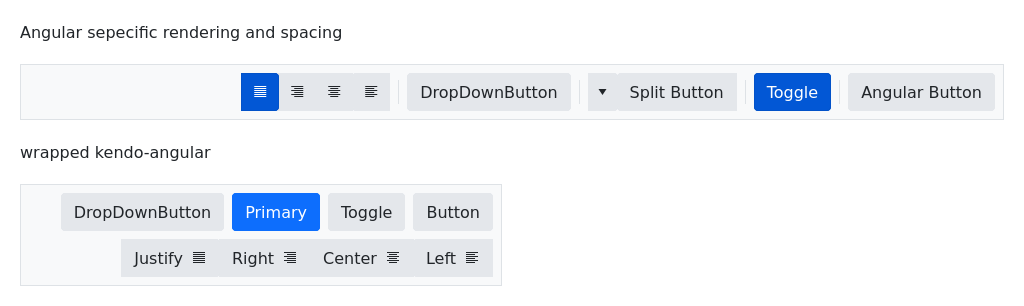 Angular sepecific rendering and spacing
DropDownButton Split Button Toggle Angular Button
wrapped kendo-angular
DropDownButton Primary Toggle Button
Justify Right Center Left